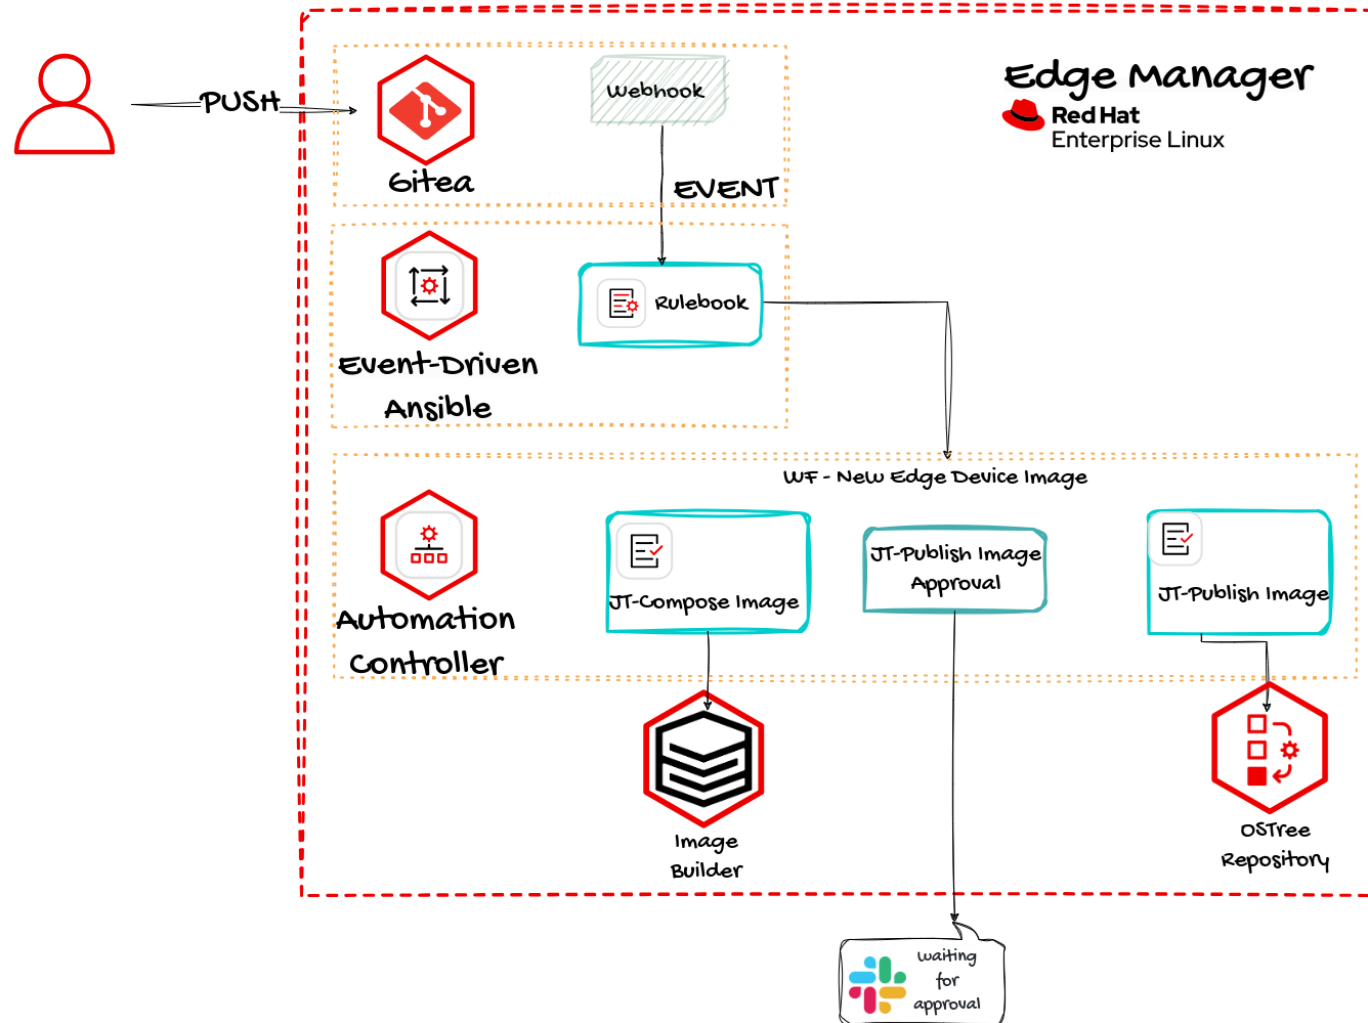 PUSH
Gitea
Webhook
EVENT
Edge Manager
Red Hat
Enterprise Linux
Event-Driven
Ansible
Rulebook
WF - New Edge Device Image
Automation
Controller
JT-Compose Image
JT-Publish Image
Approval
JT-Publish Image
Image
Builder
OSTree
Repository
waiting
for
approval